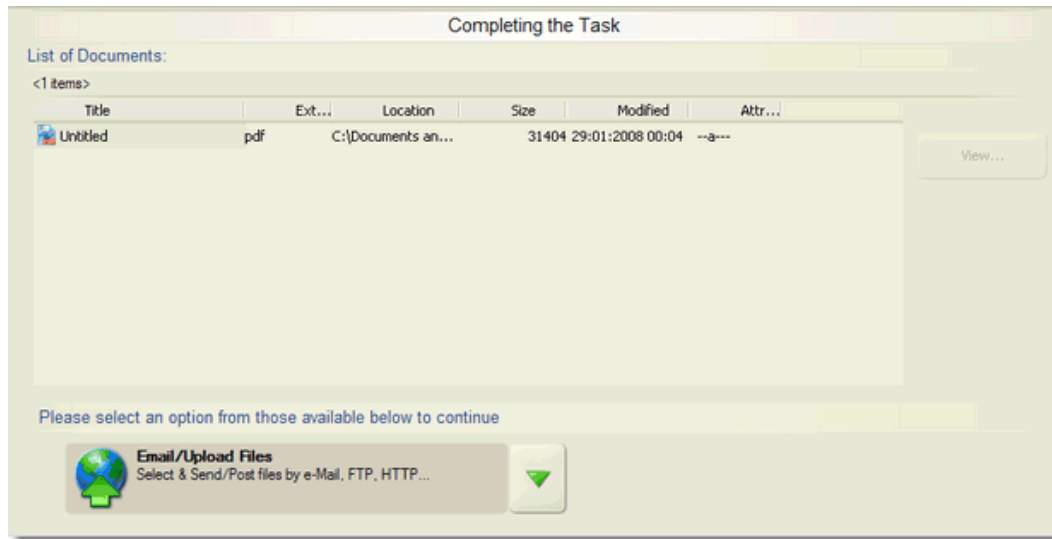 Completing the Task
List of Documents:
<1 items>
Title Ext... Location Size Modified Attr...
Untitled pdf C:\Documents an... 31404 29:01:2008 00:04 --a---
View...
Please select an option from those available below to continue
Email/Upload Files
Select & Send/Post files by e-Mail, FTP, HTTP...